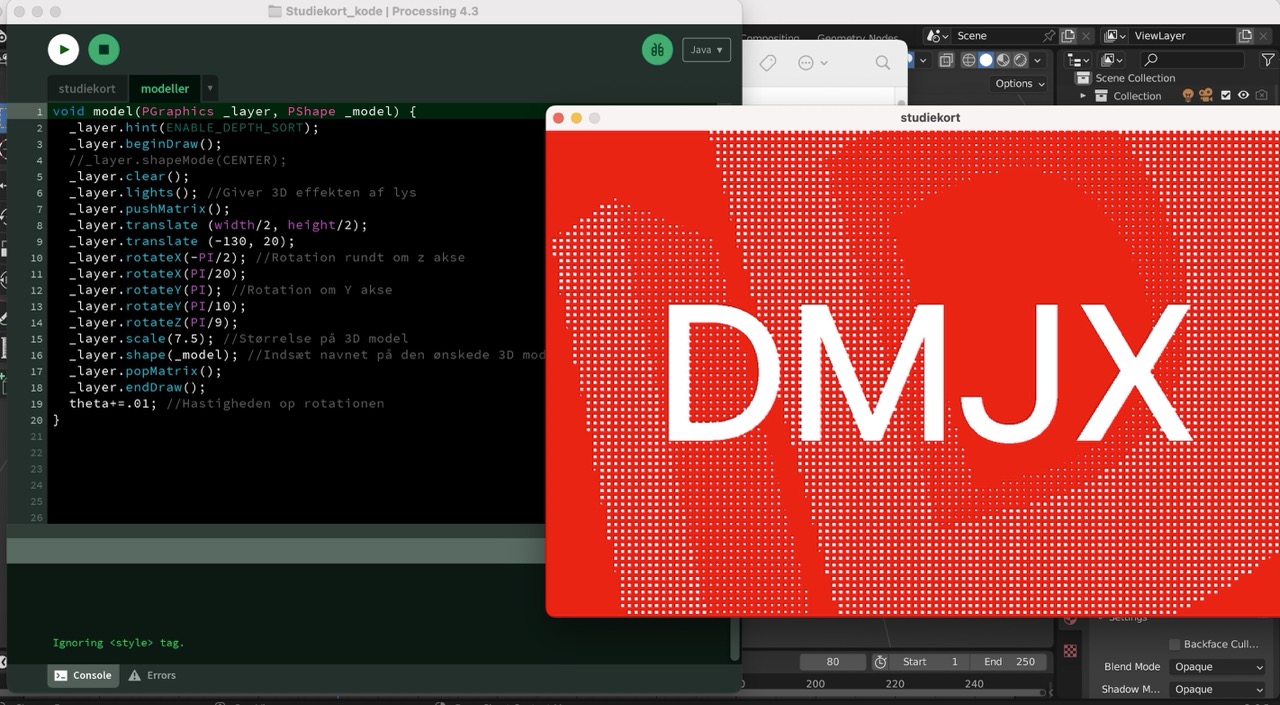 Studiekort_kode | Processing 4.3
Java ▾
studiekort
modeller
1 void model(PGraphics _layer, PShape _model) {
2 _layer.hint(ENABLE_DEPTH_SORT);
3 _layer.beginDraw();
4 //_layer.shapeMode(CENTER);
5 _layer.clear();
6 _layer.lights(); //Giver 3D effekten af lys
7 _layer.pushMatrix();
8 _layer.translate (width/2, height/2);
9 _layer.translate (-130, 20);
10 _layer.rotateX(-PI/2); //Rotation rundt om z akse
11 _layer.rotateX(PI/20);
12 _layer.rotateY(PI); //Rotation om Y akse
13 _layer.rotateY(PI/10);
14 _layer.rotateZ(PI/9);
15 _layer.scale(7.5); //Størrelse på 3D model
16 _layer.shape(_model); //Indsæt navnet på den ønskede 3D mod
17 _layer.popMatrix();
18 _layer.endDraw();
19 theta+=.01; //Hastigheden op rotationen
20 }
21
22
23
24
25
26
Ignoring <style> tag.
Console
Errors
Compositing
Geometry Nodes
Scene
ViewLayer
Options
Scene Collection
Collection
studiekort
DMJX
Settings
Backface Cull...
Blend Mode Opaque
Shadow M... Opaque
80 Start 1 End 250
200 220 240